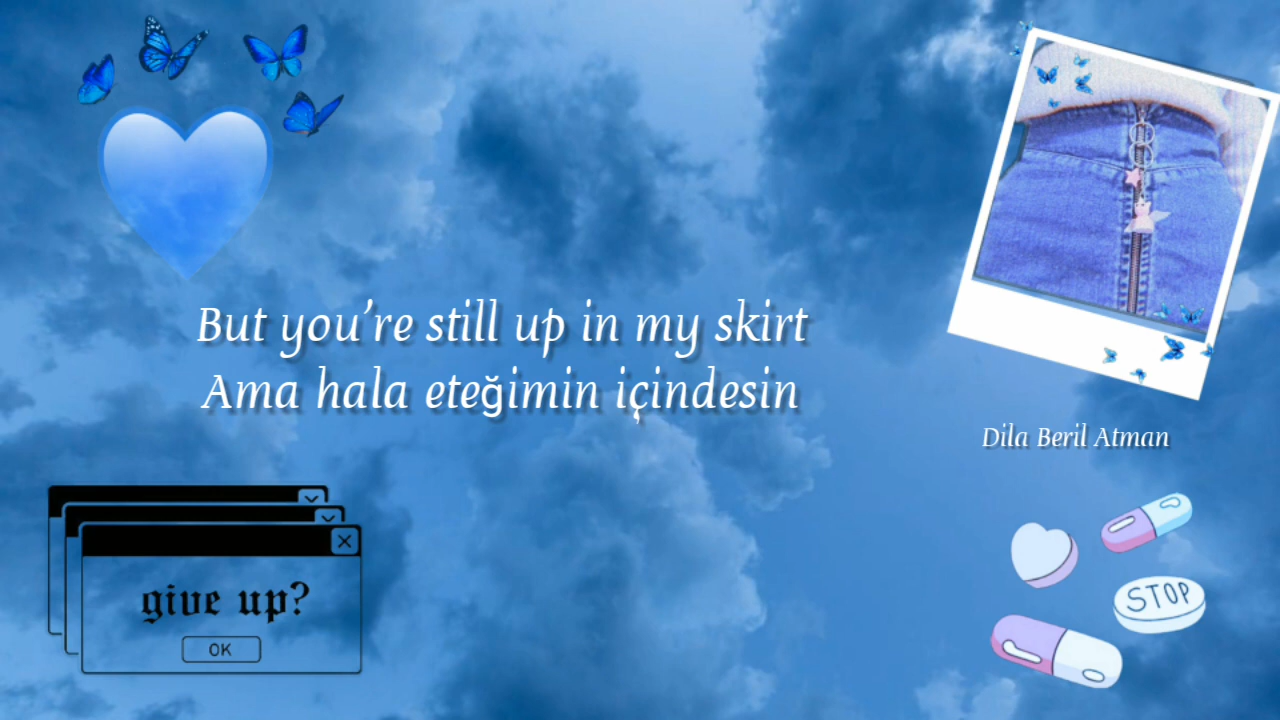 But you’re still up in my skirt
Ama hala eteğimin içindesin
Dila Beril Atman
give up?
OK
STOP